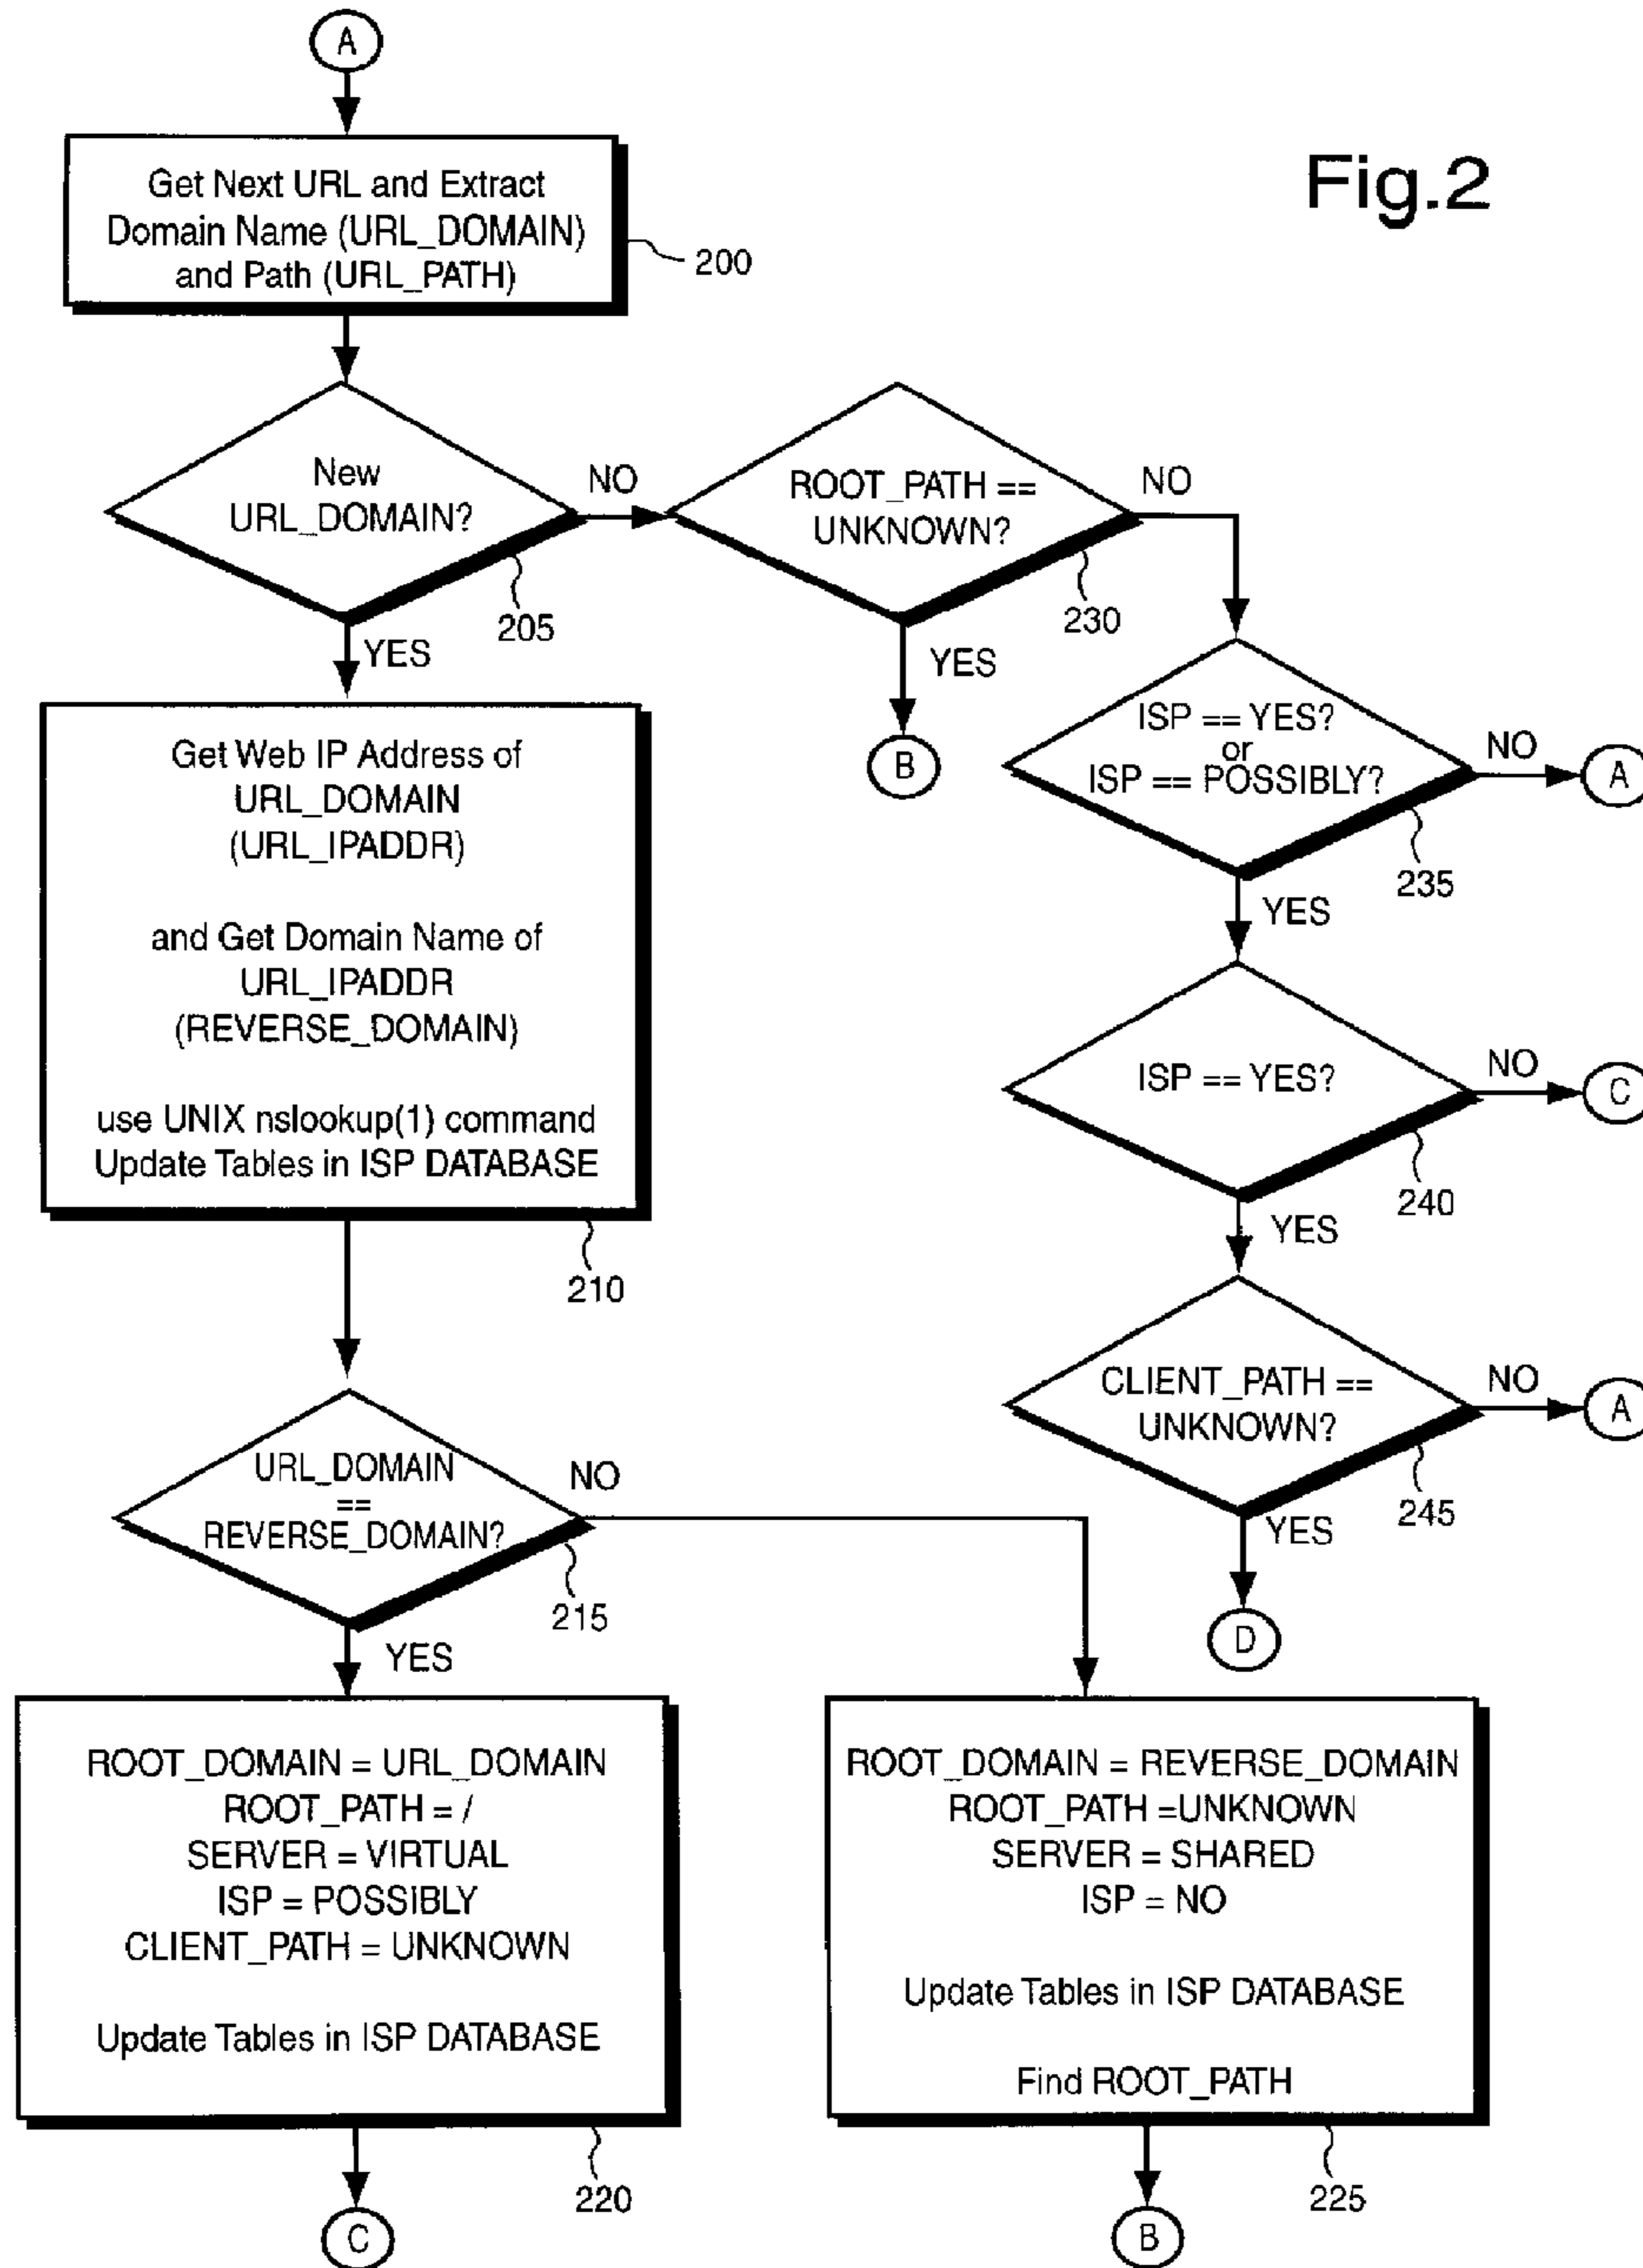 A
Fig.2
Get Next URL and Extract
Domain Name (URL_DOMAIN)
and Path (URL_PATH)
200
New
URL_DOMAIN?
NO
205
YES
ROOT_PATH ==
UNKNOWN?
NO
230
YES
B
ISP == YES?
or
ISP == POSSIBLY?
NO
A
235
YES
Get Web IP Address of
URL_DOMAIN
(URL_IPADDR)
and Get Domain Name of
URL_IPADDR
(REVERSE_DOMAIN)
use UNIX nslookup(1) command
Update Tables in ISP DATABASE
210
ISP == YES?
NO
C
240
YES
CLIENT_PATH ==
UNKNOWN?
NO
A
245
YES
D
URL_DOMAIN
==
REVERSE_DOMAIN?
NO
215
YES
ROOT_DOMAIN = URL_DOMAIN
ROOT_PATH = /
SERVER = VIRTUAL
ISP = POSSIBLY
CLIENT_PATH = UNKNOWN
Update Tables in ISP DATABASE
220
C
ROOT_DOMAIN = REVERSE_DOMAIN
ROOT_PATH =UNKNOWN
SERVER = SHARED
ISP = NO
Update Tables in ISP DATABASE
Find ROOT_PATH
225
B